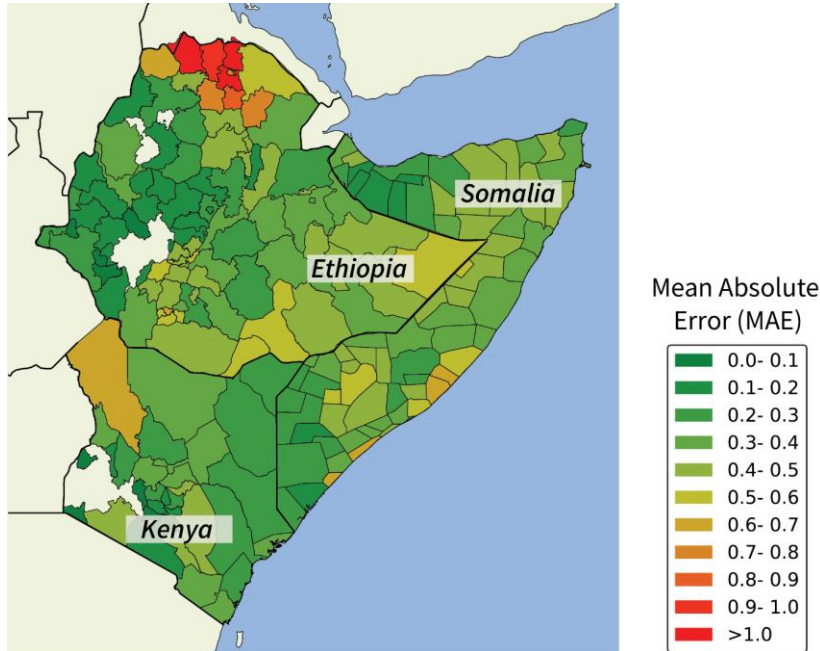 Somalia
Ethiopia
Kenya
Mean Absolute
Error (MAE)
0.0- 0.1
0.1- 0.2
0.2- 0.3
0.3- 0.4
0.4- 0.5
0.5- 0.6
0.6- 0.7
0.7- 0.8
0.8- 0.9
0.9- 1.0
>1.0